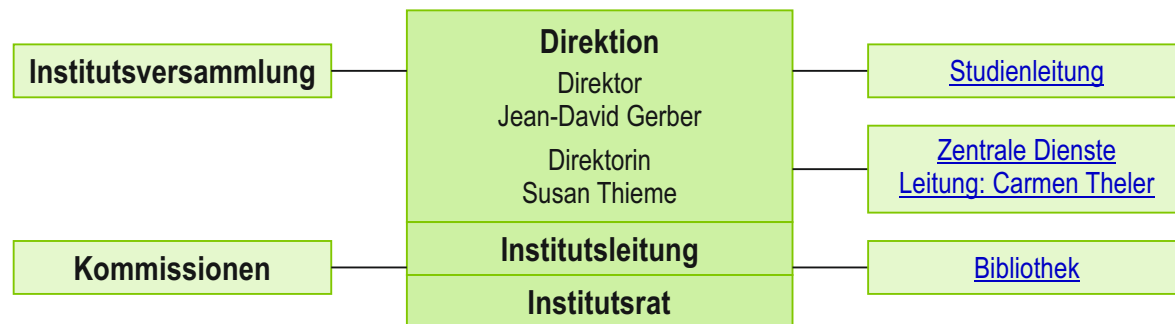 Institutsversammlung
Kommissionen
Direktion
Direktor
Jean-David Gerber
Direktorin
Susan Thieme
Institutsleitung
Institutsrat
Studienleitung
Zentrale Dienste
Leitung: Carmen Theler
Bibliothek